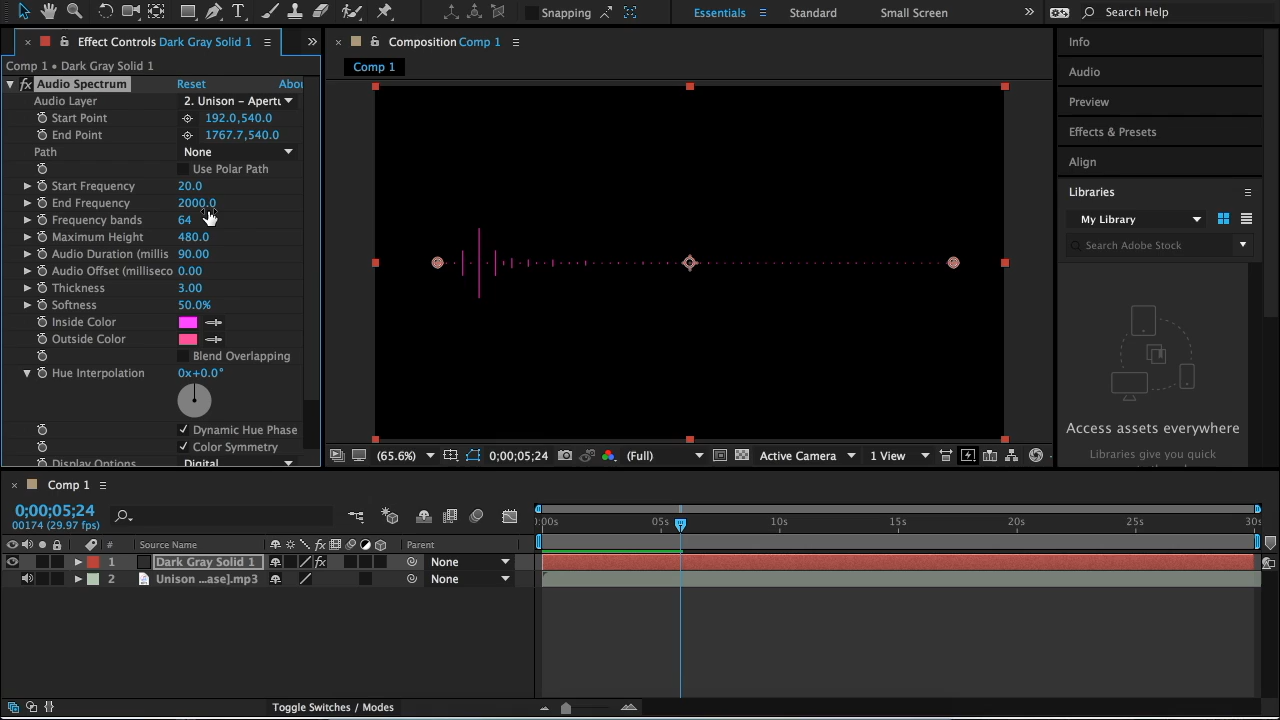 Snapping
Essentials
Standard
Small Screen
Search Help
Effect Controls Dark Gray Solid 1
Comp 1 • Dark Gray Solid 1
fx Audio Spectrum Reset Abou
Audio Layer 2. Unison – Apertu
Start Point 192.0,540.0
End Point 1767.7,540.0
Path None
Use Polar Path
Start Frequency 20.0
End Frequency 2000.0
Frequency bands 64
Maximum Height 480.0
Audio Duration (millis 90.00
Audio Offset (milliseco 0.00
Thickness 3.00
Softness 50.0%
Inside Color
Outside Color
Blend Overlapping
Hue Interpolation 0x+0.0°
Dynamic Hue Phase
Color Symmetry
Display Options Digital
Composition Comp 1
Comp 1
(65.6%) 0;00;05;24 (Full) Active Camera 1 View
Info
Audio
Preview
Effects & Presets
Align
Libraries
My Library
Search Adobe Stock
Access assets everywhere
Libraries give you quick
Comp 1
0;00;05;24
00174 (29.97 fps)
:00s 05s 10s 15s 20s 25s 30s
# Source Name fx Parent
1 Dark Gray Solid 1 fx None
2 Unison ...ase].mp3 None
Toggle Switches / Modes